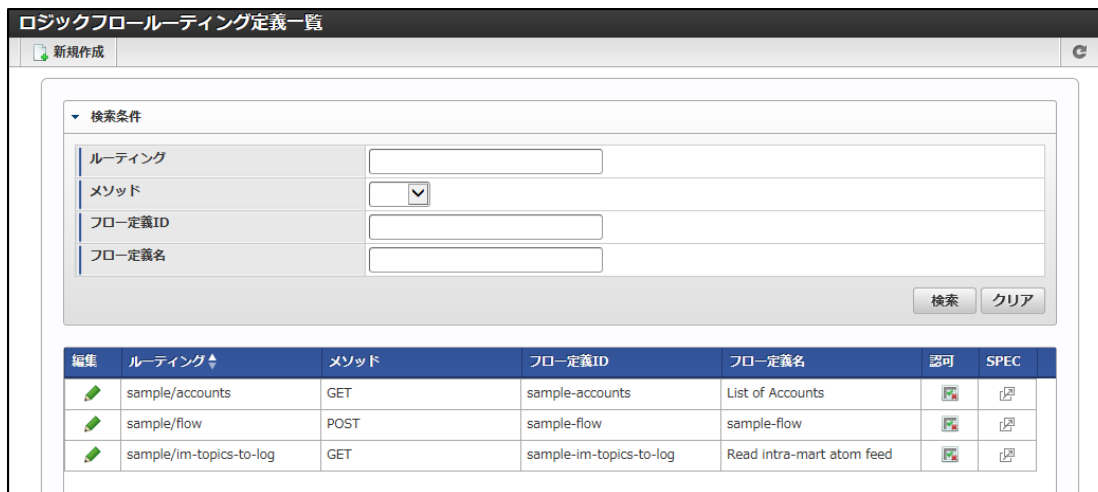 ロジックフロールーティング定義一覧
新規作成
検索条件
ルーティング
メソッド
フロー定義ID
フロー定義名
検索 クリア
編集 ルーティング メソッド フロー定義ID フロー定義名 認可 SPEC
sample/accounts GET sample-accounts List of Accounts
sample/flow POST sample-flow sample-flow
sample/im-topics-to-log GET sample-im-topics-to-log Read intra-mart atom feed